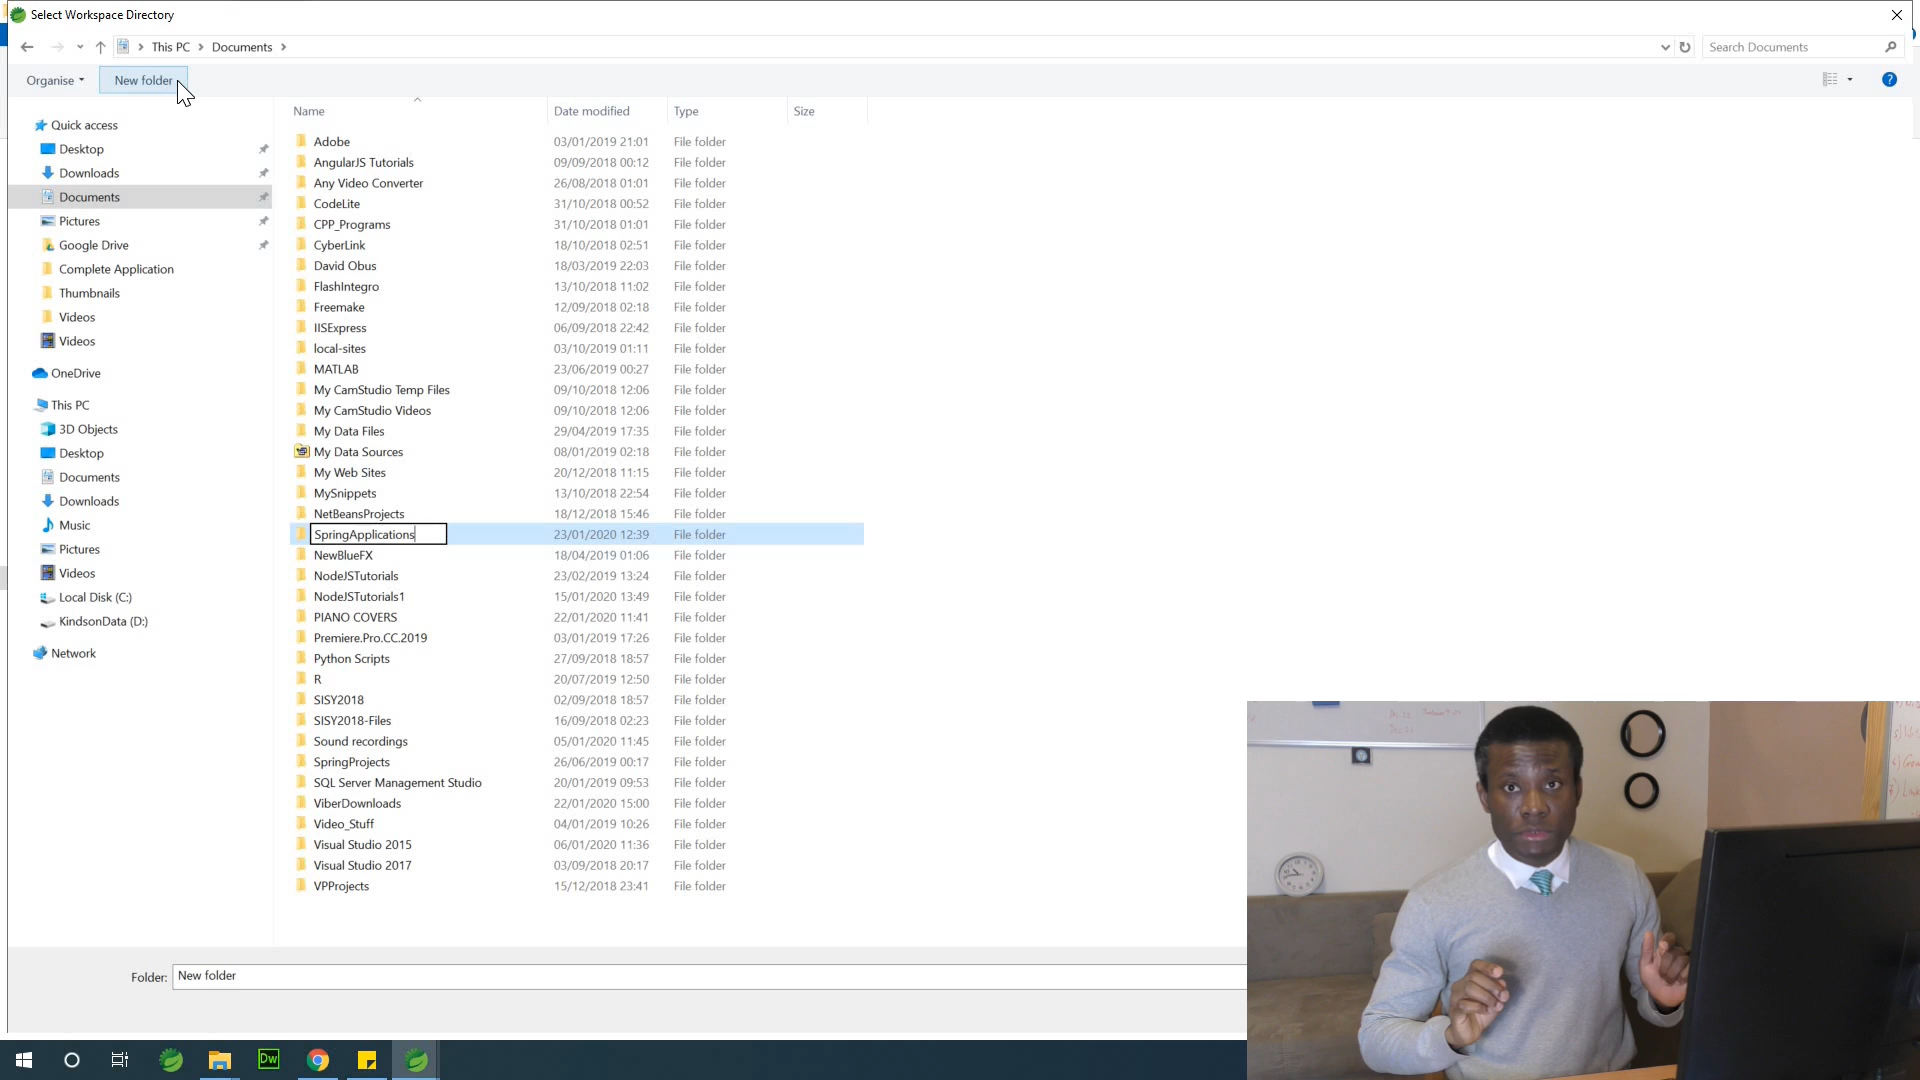 Select Workspace Directory
This PC
Documents
Search Documents
Organise
New folder
Name
Date modified
Type
Size
Quick access
Desktop
Downloads
Documents
Pictures
Google Drive
Complete Application
Thumbnails
Videos
Videos
OneDrive
This PC
3D Objects
Desktop
Documents
Downloads
Music
Pictures
Videos
Local Disk (C:)
KindsonData (D:)
Network
Adobe 03/01/2019 21:01 File folder
AngularJS Tutorials 09/09/2018 00:12 File folder
Any Video Converter 26/08/2018 01:01 File folder
CodeLite 31/10/2018 00:52 File folder
CPP_Programs 31/10/2018 01:01 File folder
CyberLink 18/10/2018 02:51 File folder
David Obus 18/03/2019 22:03 File folder
FlashIntegro 13/10/2018 11:02 File folder
Freemake 12/09/2018 02:18 File folder
IISExpress 06/09/2018 22:42 File folder
local-sites 03/10/2019 01:11 File folder
MATLAB 23/06/2019 00:27 File folder
My CamStudio Temp Files 09/10/2018 12:06 File folder
My CamStudio Videos 09/10/2018 12:06 File folder
My Data Files 29/04/2019 17:35 File folder
My Data Sources 08/01/2019 02:18 File folder
My Web Sites 20/12/2018 11:15 File folder
MySnippets 13/10/2018 22:54 File folder
NetBeansProjects 18/12/2018 15:46 File folder
SpringApplications 23/01/2020 12:39 File folder
NewBlueFX 18/04/2019 01:06 File folder
NodeJSTutorials 23/02/2019 13:24 File folder
NodeJSTutorials1 15/01/2020 13:49 File folder
PIANO COVERS 22/01/2020 11:41 File folder
Premiere.Pro.CC.2019 03/01/2019 17:26 File folder
Python Scripts 27/09/2018 18:57 File folder
R 20/07/2019 12:50 File folder
SISY2018 02/09/2018 18:57 File folder
SISY2018-Files 16/09/2018 02:23 File folder
Sound recordings 05/01/2020 11:45 File folder
SpringProjects 26/06/2019 00:17 File folder
SQL Server Management Studio 20/01/2019 09:53 File folder
ViberDownloads 22/01/2020 15:00 File folder
Video_Stuff 04/01/2019 10:26 File folder
Visual Studio 2015 06/01/2020 11:36 File folder
Visual Studio 2017 03/09/2018 20:17 File folder
VPProjects 15/12/2018 23:41 File folder
Folder: New folder
Dw